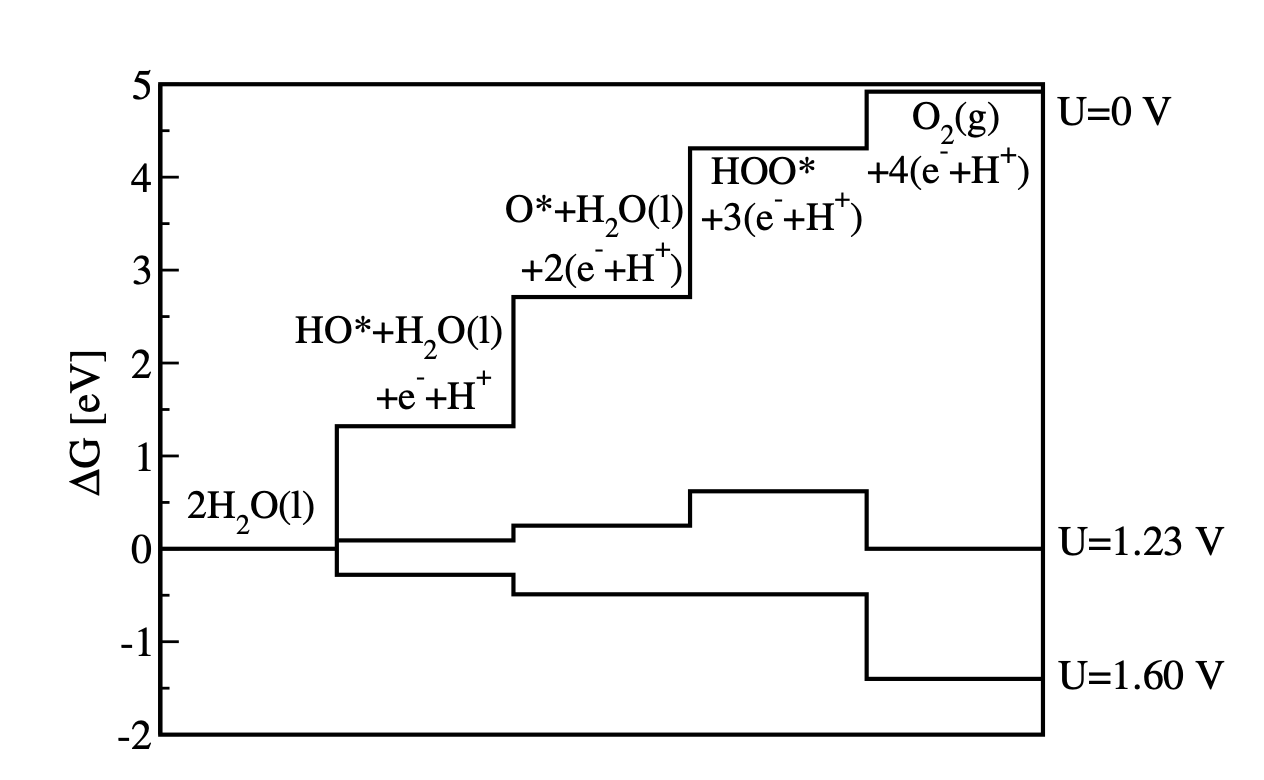 5
U=0 V
O₂(g)
+4(e⁻+H⁺)
4
HOO*
+3(e⁻+H⁺)
O*+H₂O(l)
+2(e⁻+H⁺)
3
HO*+H₂O(l)
+e⁻+H⁺
2
ΔG [eV]
1
2H₂O(l)
0
U=1.23 V
-1
U=1.60 V
-2